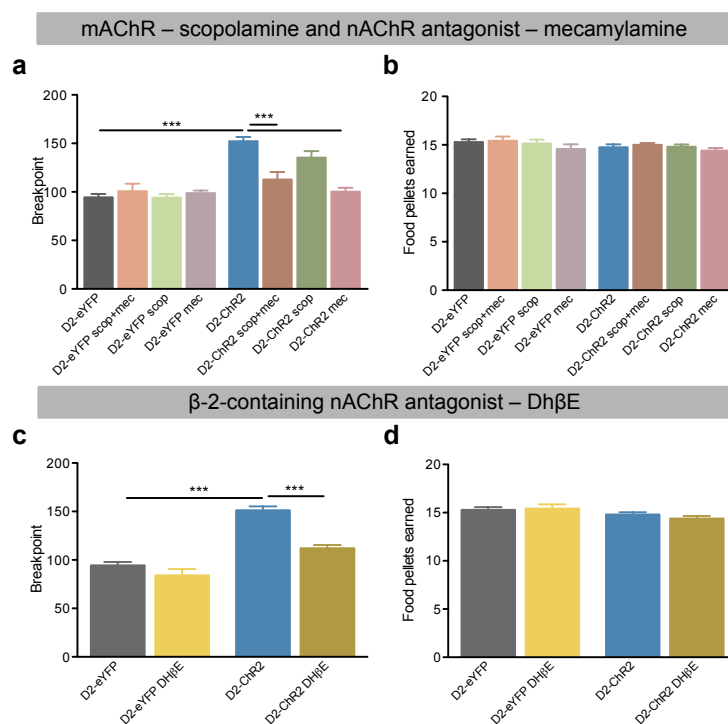 mAChR – scopolamine and nAChR antagonist – mecamylamine
a
b
Breakpoint
200
150
100
50
0
***
***
D2-eYFP
D2-eYFP scop+mec
D2-eYFP scop
D2-eYFP mec
D2-ChR2
D2-ChR2 scop+mec
D2-ChR2 scop
D2-ChR2 mec
Food pellets earned
20
15
10
5
0
D2-eYFP
D2-eYFP scop+mec
D2-eYFP scop
D2-eYFP mec
D2-ChR2
D2-ChR2 scop+mec
D2-ChR2 scop
D2-ChR2 mec
β-2-containing nAChR antagonist – DhβE
c
d
Breakpoint
200
150
100
50
0
***
***
D2-eYFP
D2-eYFP DHβE
D2-ChR2
D2-ChR2 DHβE
Food pellets earned
20
15
10
5
0
D2-eYFP
D2-eYFP DHβE
D2-ChR2
D2-ChR2 DHβE